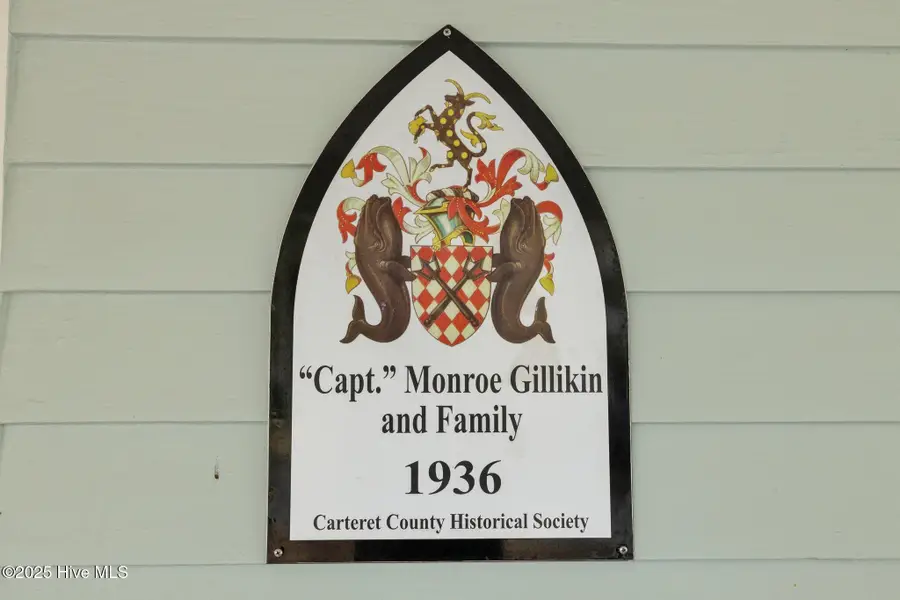 “Capt.” Monroe Gillikin
and Family
1936
Carteret County Historical Society
©2025 Hive MLS